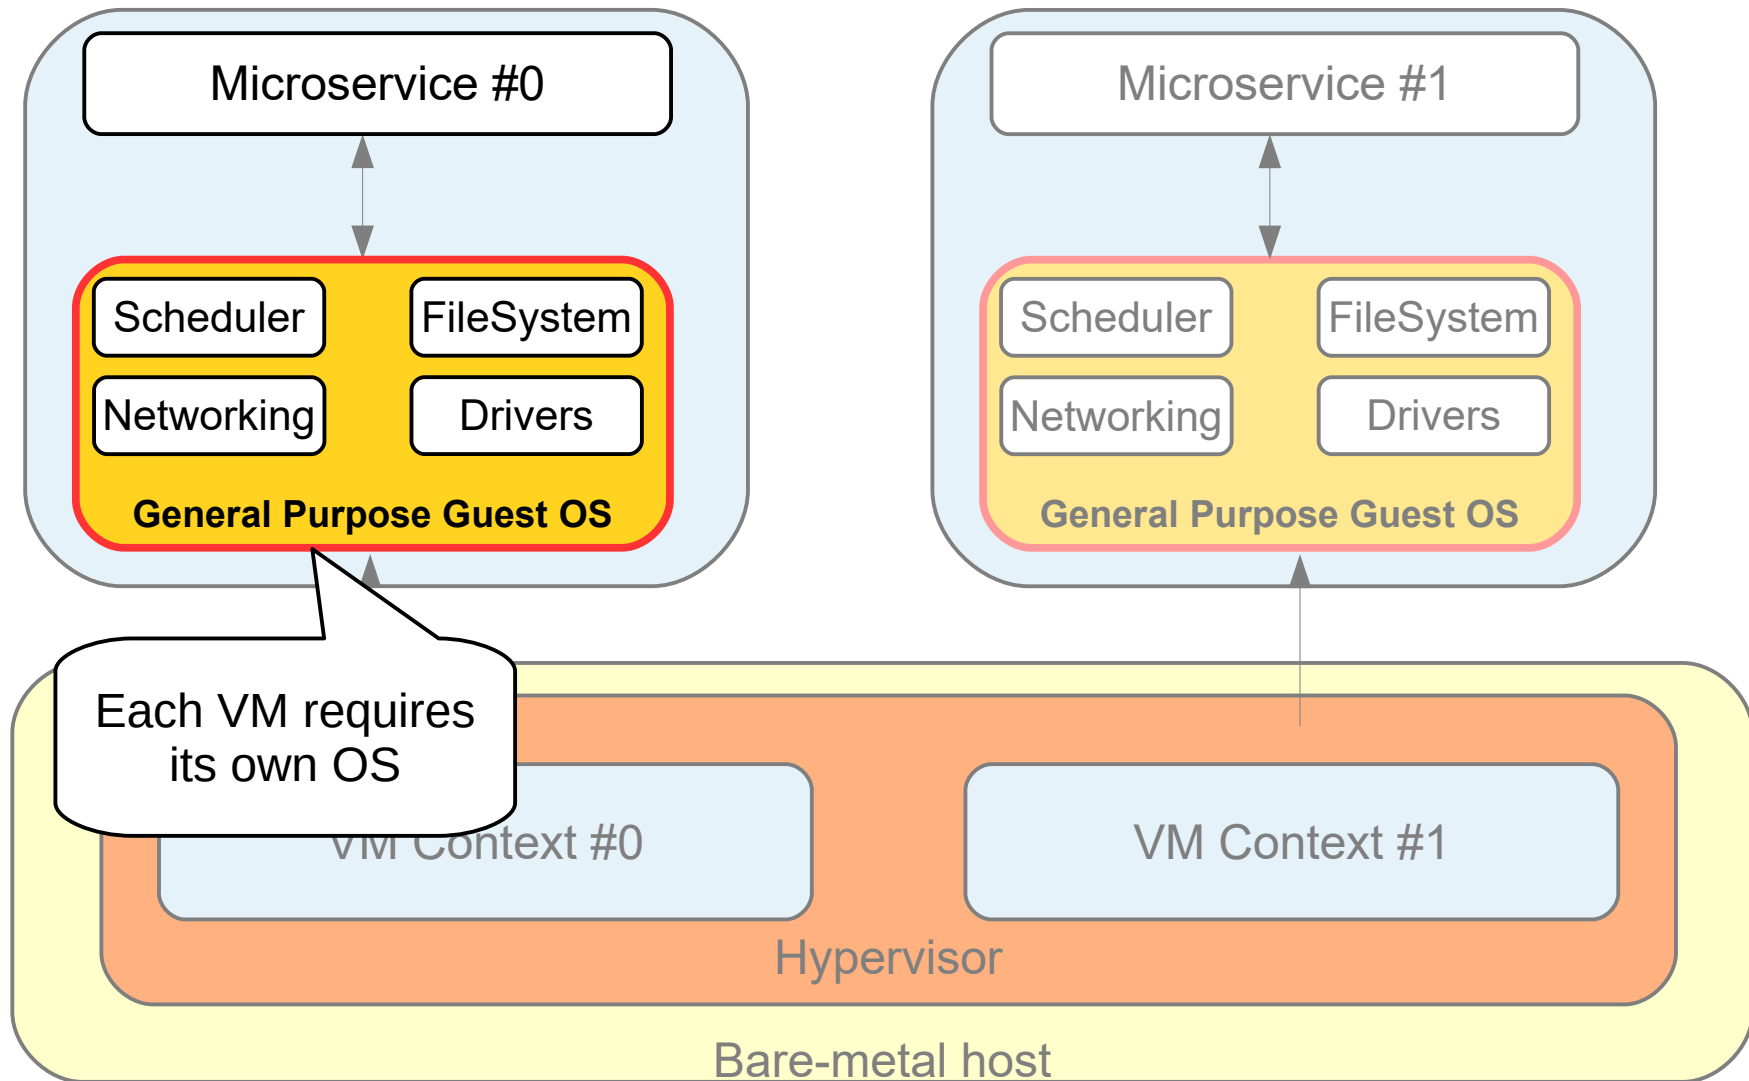 Microservice #0
Microservice #1
Scheduler
FileSystem
Networking
Drivers
General Purpose Guest OS
Scheduler
FileSystem
Networking
Drivers
General Purpose Guest OS
Each VM requires
its own OS
VM Context #0
VM Context #1
Hypervisor
Bare-metal host